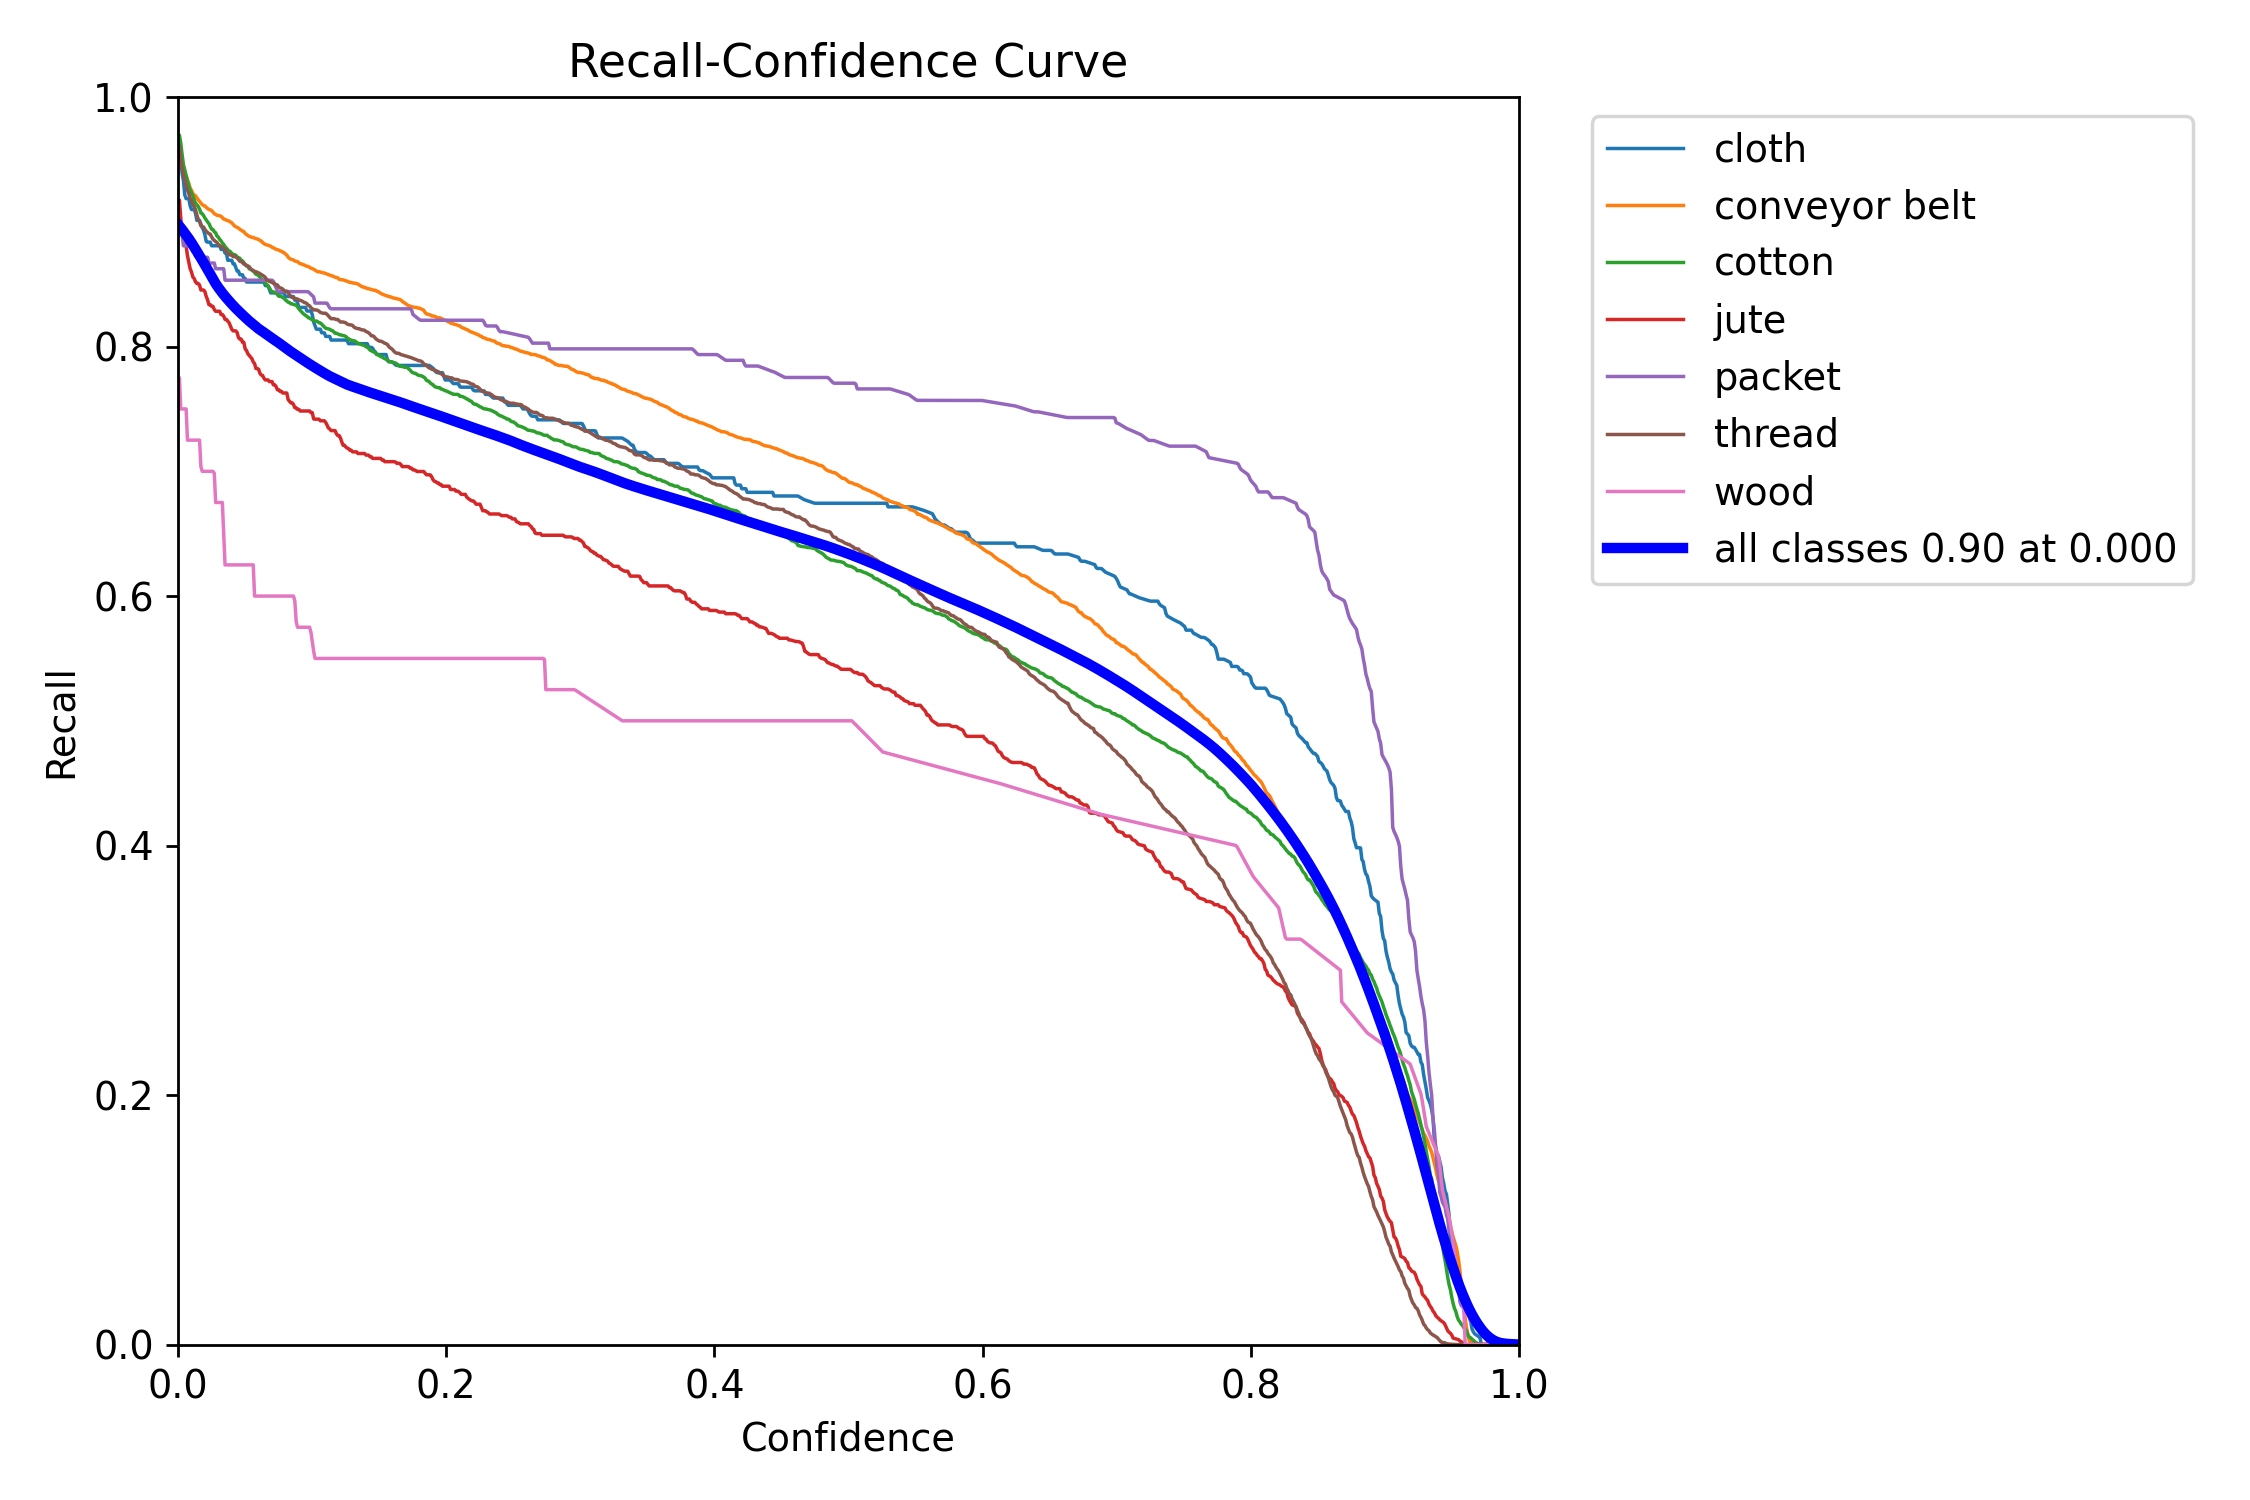 Recall-Confidence Curve
1.0
0.8
0.6
0.4
0.2
0.0
Recall
0.0 0.2 0.4 0.6 0.8 1.0
Confidence
cloth
conveyor belt
cotton
jute
packet
thread
wood
all classes 0.90 at 0.000